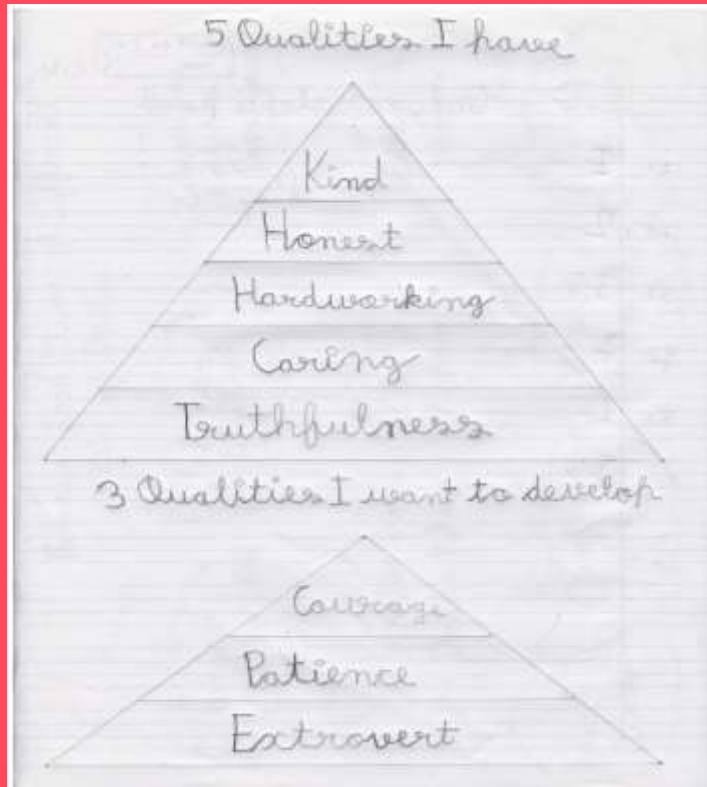 5 Qualities I have
Kind
Honest
Hardworking
Caring
Truthfulness
3 Qualities I want to develop
Courage
Patience
Extrovert